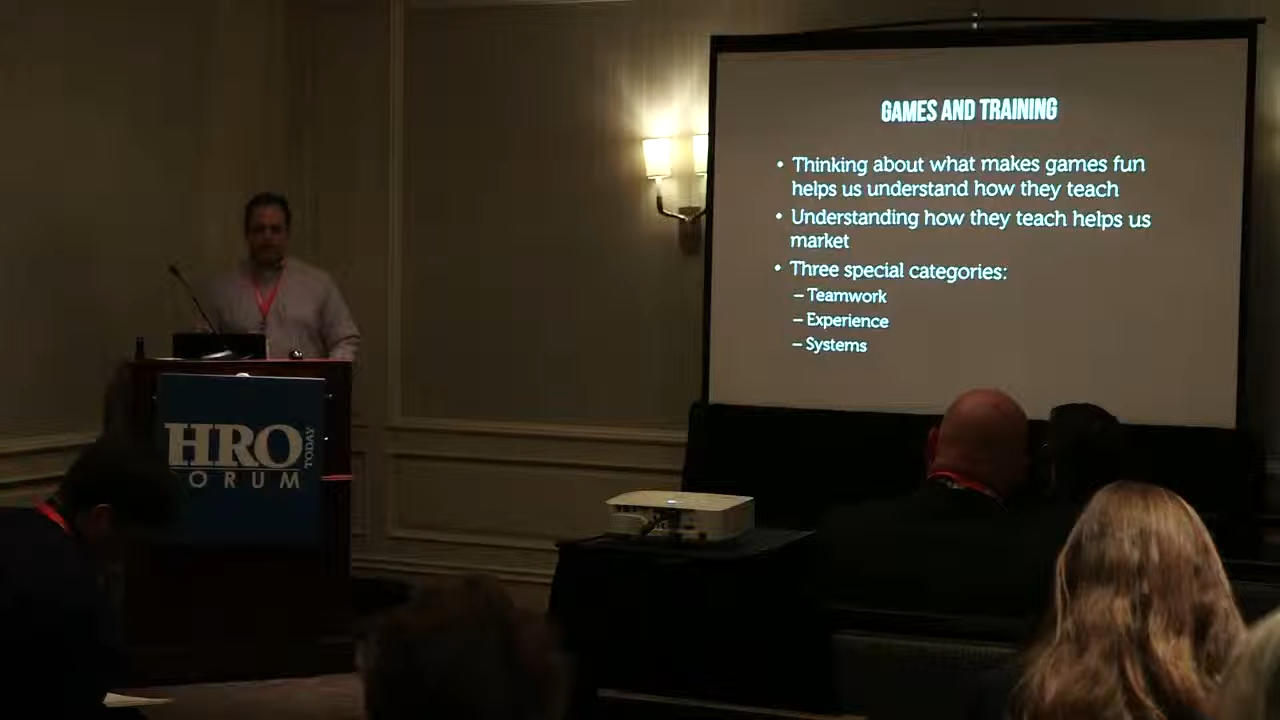 GAMES AND TRAINING
• Thinking about what makes games fun
helps us understand how they teach
• Understanding how they teach helps us
market
• Three special categories:
– Teamwork
– Experience
– Systems
HRO
TODAY
FORUM